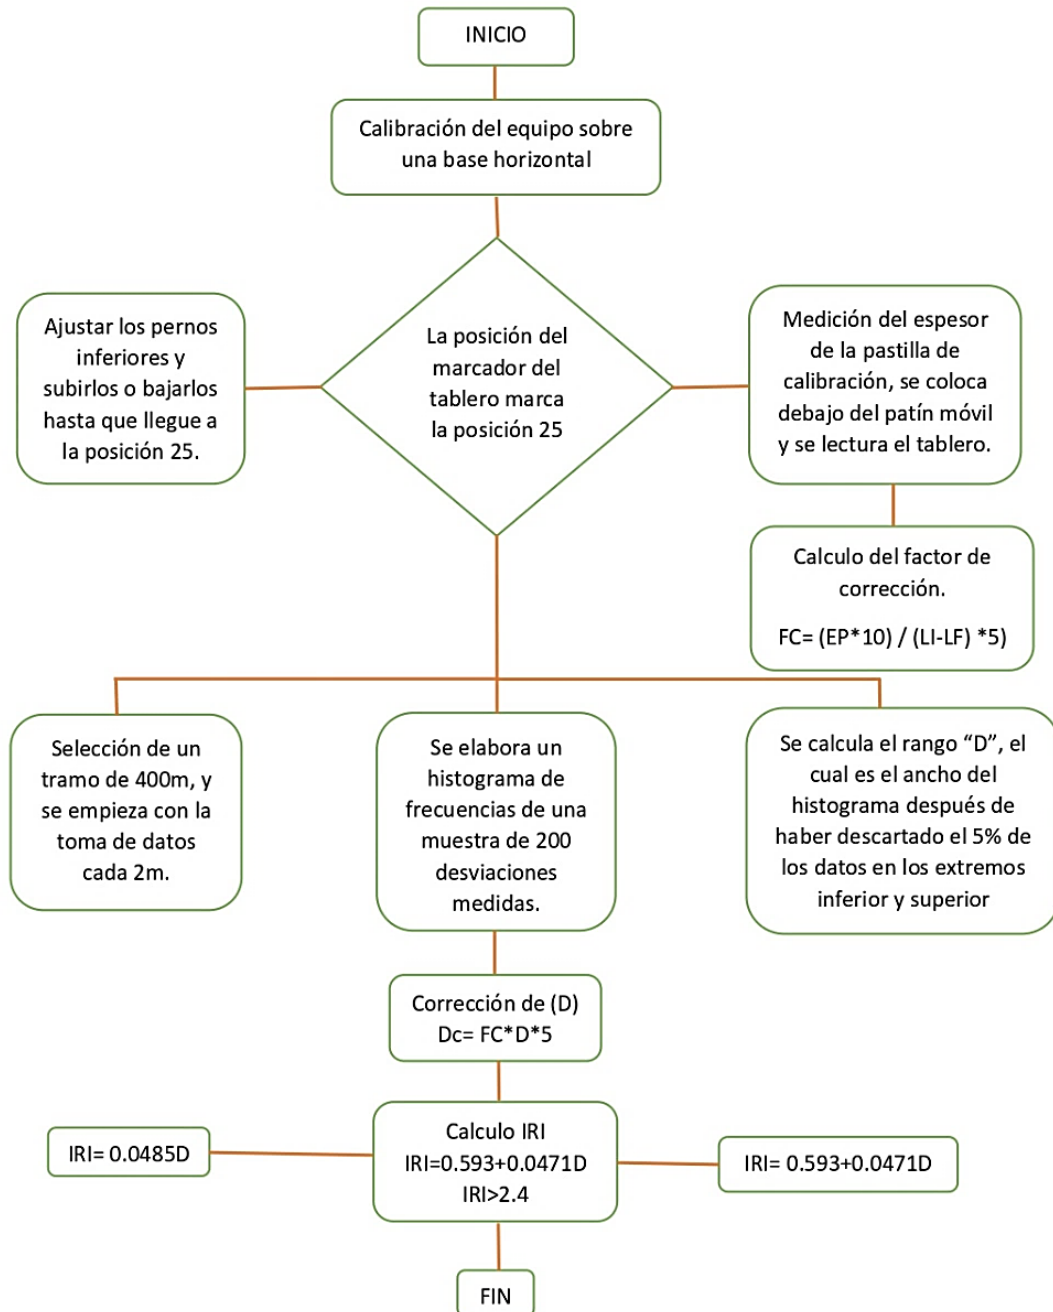 INICIO
Calibración del equipo sobre
una base horizontal
Ajustar los pernos
inferiores y
subirlos o bajarlos
hasta que llegue a
la posición 25.
La posición del
marcador del
tablero marca
la posición 25
Medición del espesor
de la pastilla de
calibración, se coloca
debajo del patín móvil
y se lectura el tablero.
Calculo del factor de
corrección.
FC= (EP*10) / (LI-LF) *5)
Selección de un
tramo de 400m, y
se empieza con la
toma de datos
cada 2m.
Se elabora un
histograma de
frecuencias de una
muestra de 200
desviaciones
medidas.
Se calcula el rango “D”, el
cual es el ancho del
histograma después de
haber descartado el 5% de
los datos en los extremos
inferior y superior
Corrección de (D)
Dc= FC*D*5
IRI= 0.0485D
Calculo IRI
IRI=0.593+0.0471D
IRI>2.4
IRI= 0.593+0.0471D
FIN